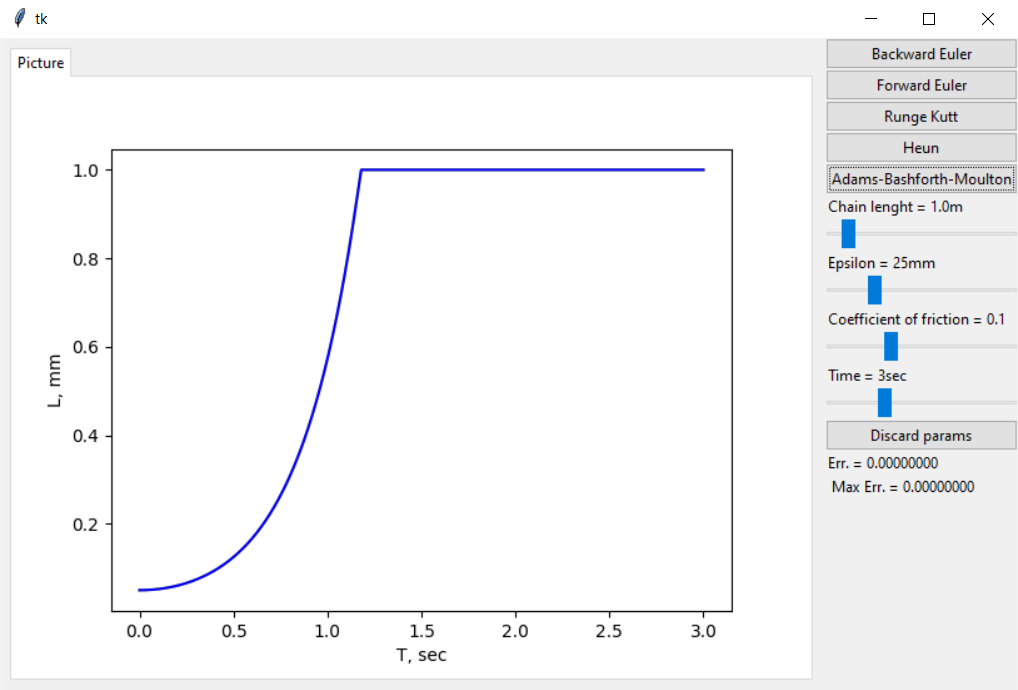 tk
Picture
1.0
0.8
0.6
0.4
0.2
L, mm
0.0 0.5 1.0 1.5 2.0 2.5 3.0
T, sec
Backward Euler
Forward Euler
Runge Kutt
Heun
Adams-Bashforth-Moulton
Chain lenght = 1.0m
Epsilon = 25mm
Coefficient of friction = 0.1
Time = 3sec
Discard params
Err. = 0.00000000
Max Err. = 0.00000000